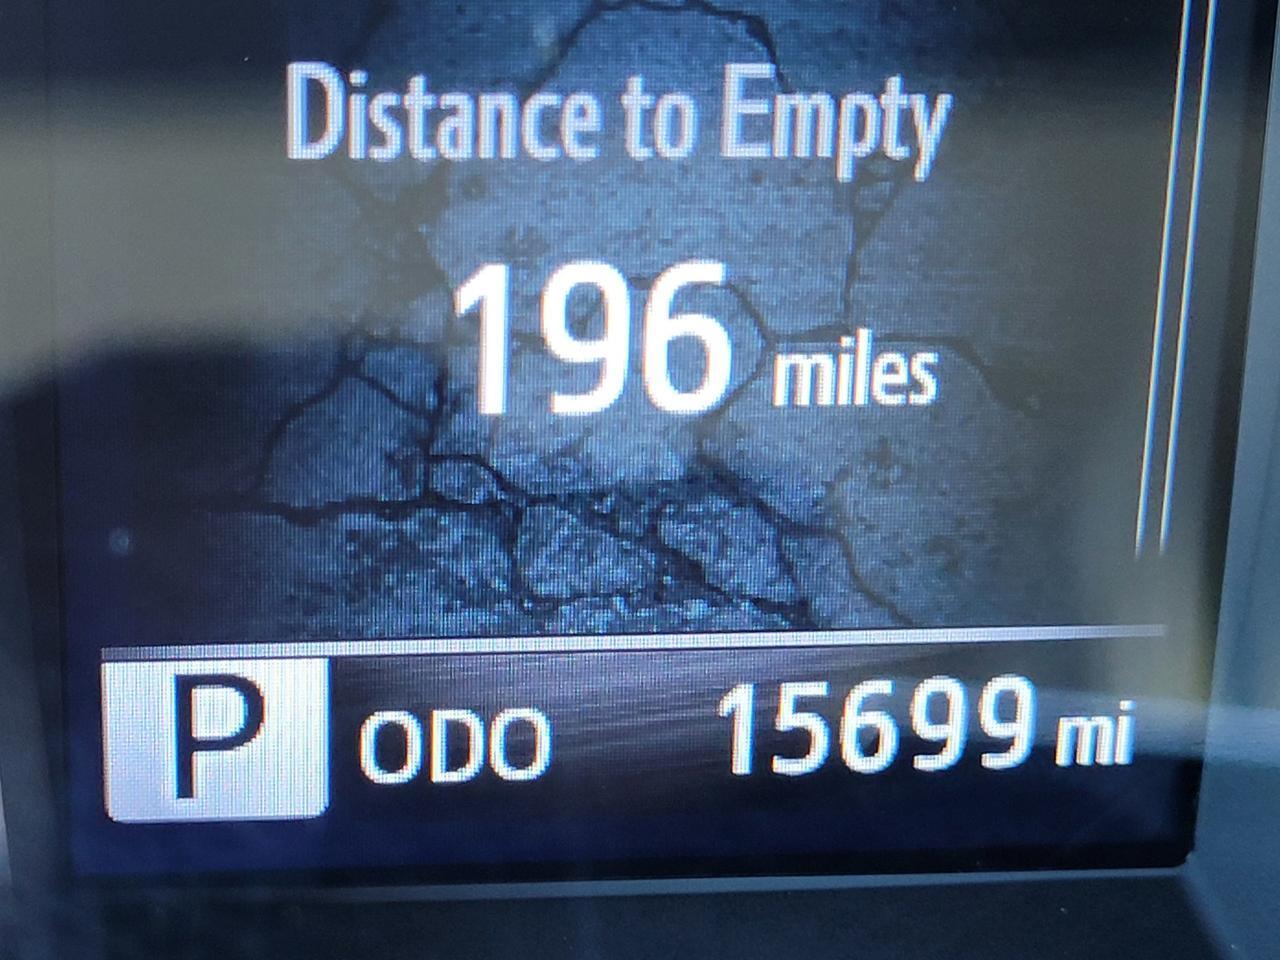 Distance to Empty
196 miles
P ODO 15699 mi